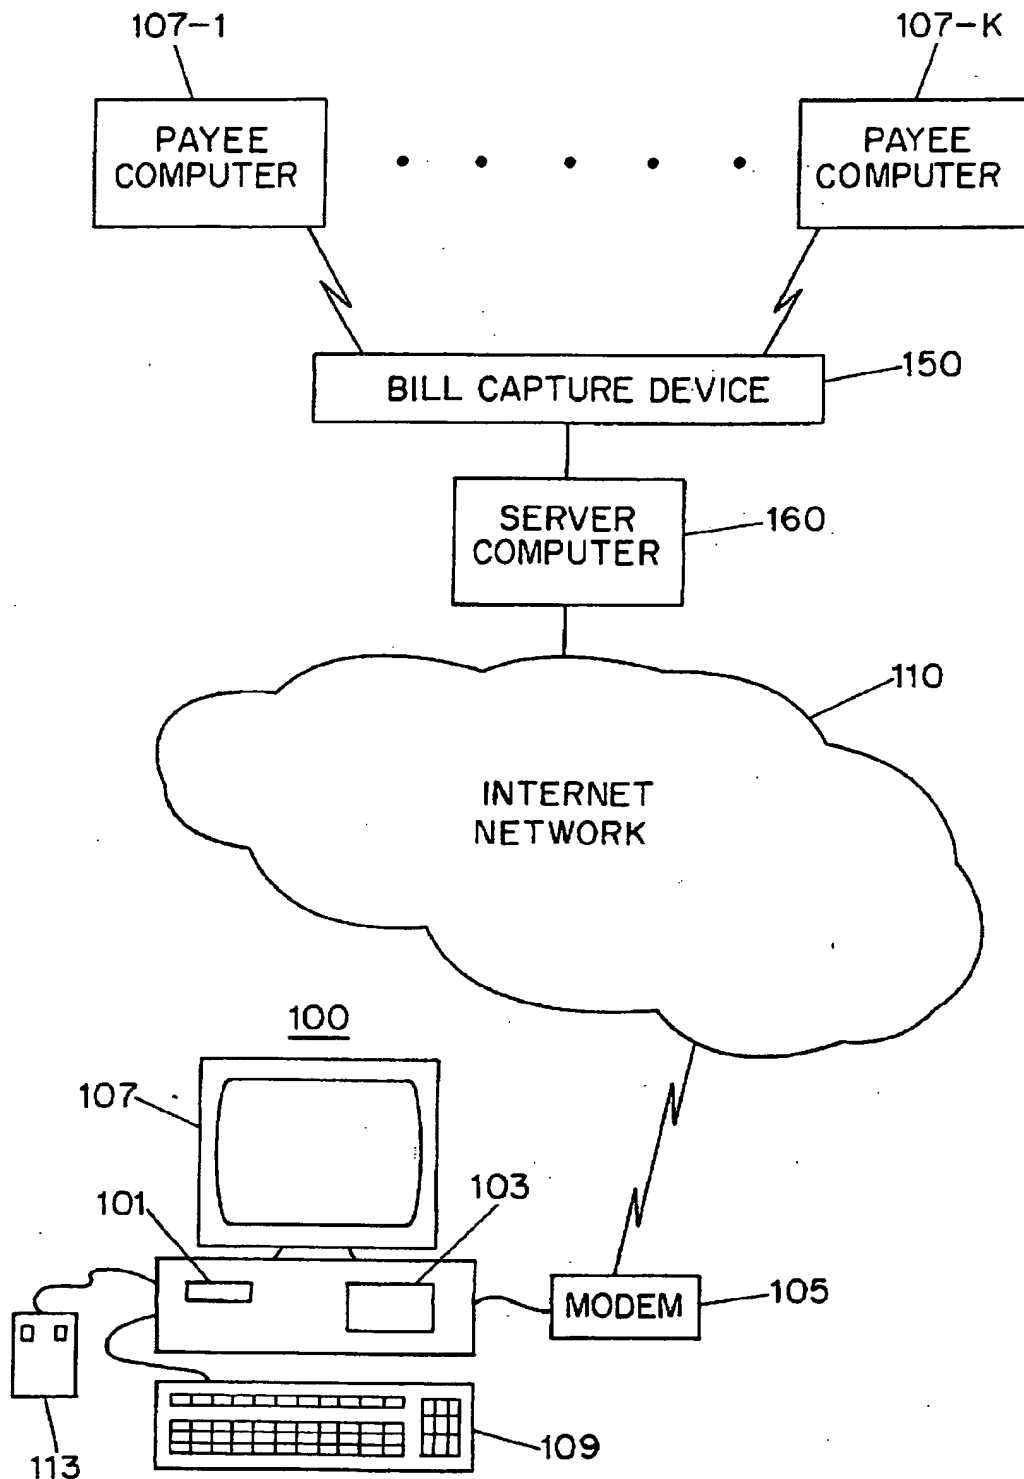 107-1
107-K
PAYEE
COMPUTER
PAYEE
COMPUTER
150
BILL CAPTURE DEVICE
SERVER
COMPUTER
160
110
INTERNET
NETWORK
100
107
101
103
MODEM
105
109
113